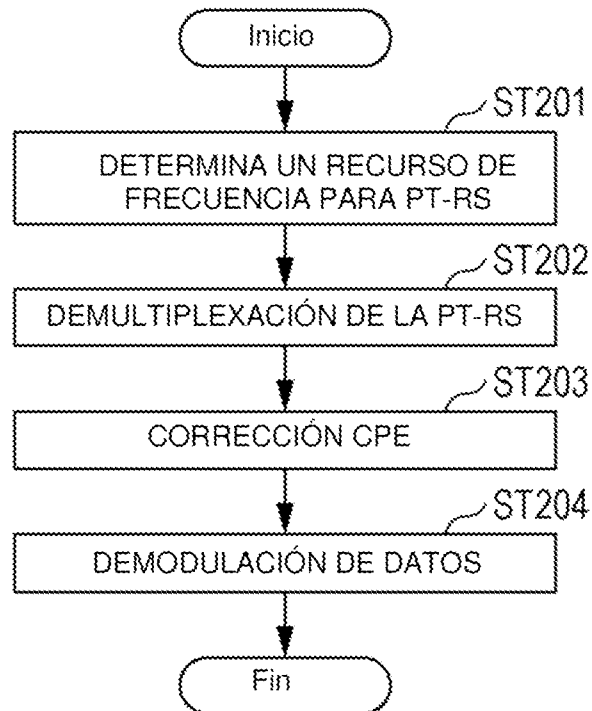 Inicio
ST201
DETERMINA UN RECURSO DE
FRECUENCIA PARA PT-RS
ST202
DEMULTIPLEXACIÓN DE LA PT-RS
ST203
CORRECCIÓN CPE
ST204
DEMODULACIÓN DE DATOS
Fin